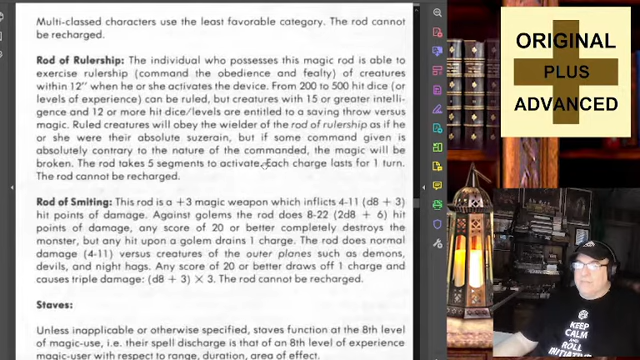 Multi-classed characters use the least favorable category. The rod cannot
be recharged.
Rod of Rulership: The individual who possesses this magic rod is able to
exercise rulership (command the obedience and fealty) of creatures
within 12" when he or she activates the device. From 200 to 500 hit dice (or
levels of experience) can be ruled, but creatures with 15 or greater intelli-
gence and 12 or more hit dice/levels are entitled to a saving throw versus
magic. Ruled creatures will obey the wielder of the rod of rulership as if he
or she were their absolute suzerain, but if some command given is
absolutely contrary to the nature of the commanded, the magic will be
broken. The rod takes 5 segments to activate. Each charge lasts for 1 turn.
The rod cannot be recharged.
Rod of Smiting: This rod is a +3 magic weapon which inflicts 4-11 (d8 + 3)
hit points of damage. Against golems the rod does 8-22 (2d8 + 6) hit
points of damage, any score of 20 or better completely destroys the
monster, but any hit upon a golem drains 1 charge. The rod does normal
damage (4-11) versus creatures of the outer planes such as demons,
devils, and night hags. Any score of 20 or better draws off 1 charge and
causes triple damage: (d8 + 3) X 3. The rod cannot be recharged.
Staves:
Unless inapplicable or otherwise specified, staves function at the 8th level
of magic-use, i.e. their spell discharge is that of an 8th level of experience
magic-user with respect to range, duration, area of effect.
ORIGINAL
PLUS
ADVANCED
KEEP
CALM
AND
ROLL
INITIATIVE